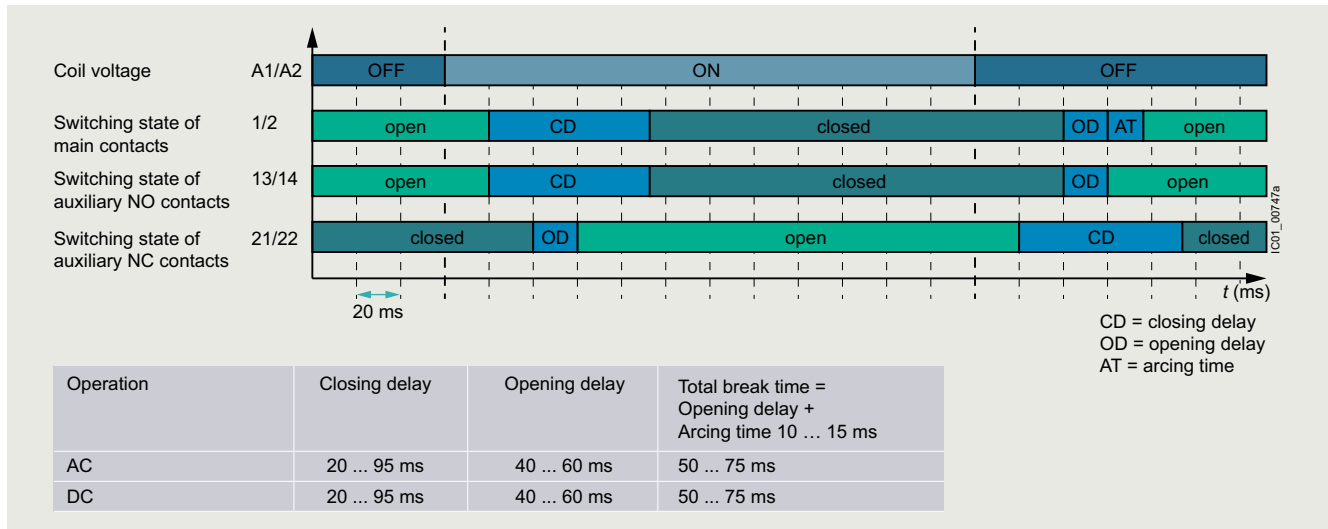 Coil voltage A1/A2 OFF ON OFF
Switching state of
main contacts 1/2 open CD closed OD AT open
Switching state of
auxiliary NO contacts 13/14 open CD closed OD open
Switching state of
auxiliary NC contacts 21/22 closed OD open CD closed
IC01_00747a
t (ms)
20 ms
CD = closing delay
OD = opening delay
AT = arcing time
Operation Closing delay Opening delay Total break time =
Opening delay +
Arcing time 10 … 15 ms
AC 20 ... 95 ms 40 ... 60 ms 50 ... 75 ms
DC 20 ... 95 ms 40 ... 60 ms 50 ... 75 ms